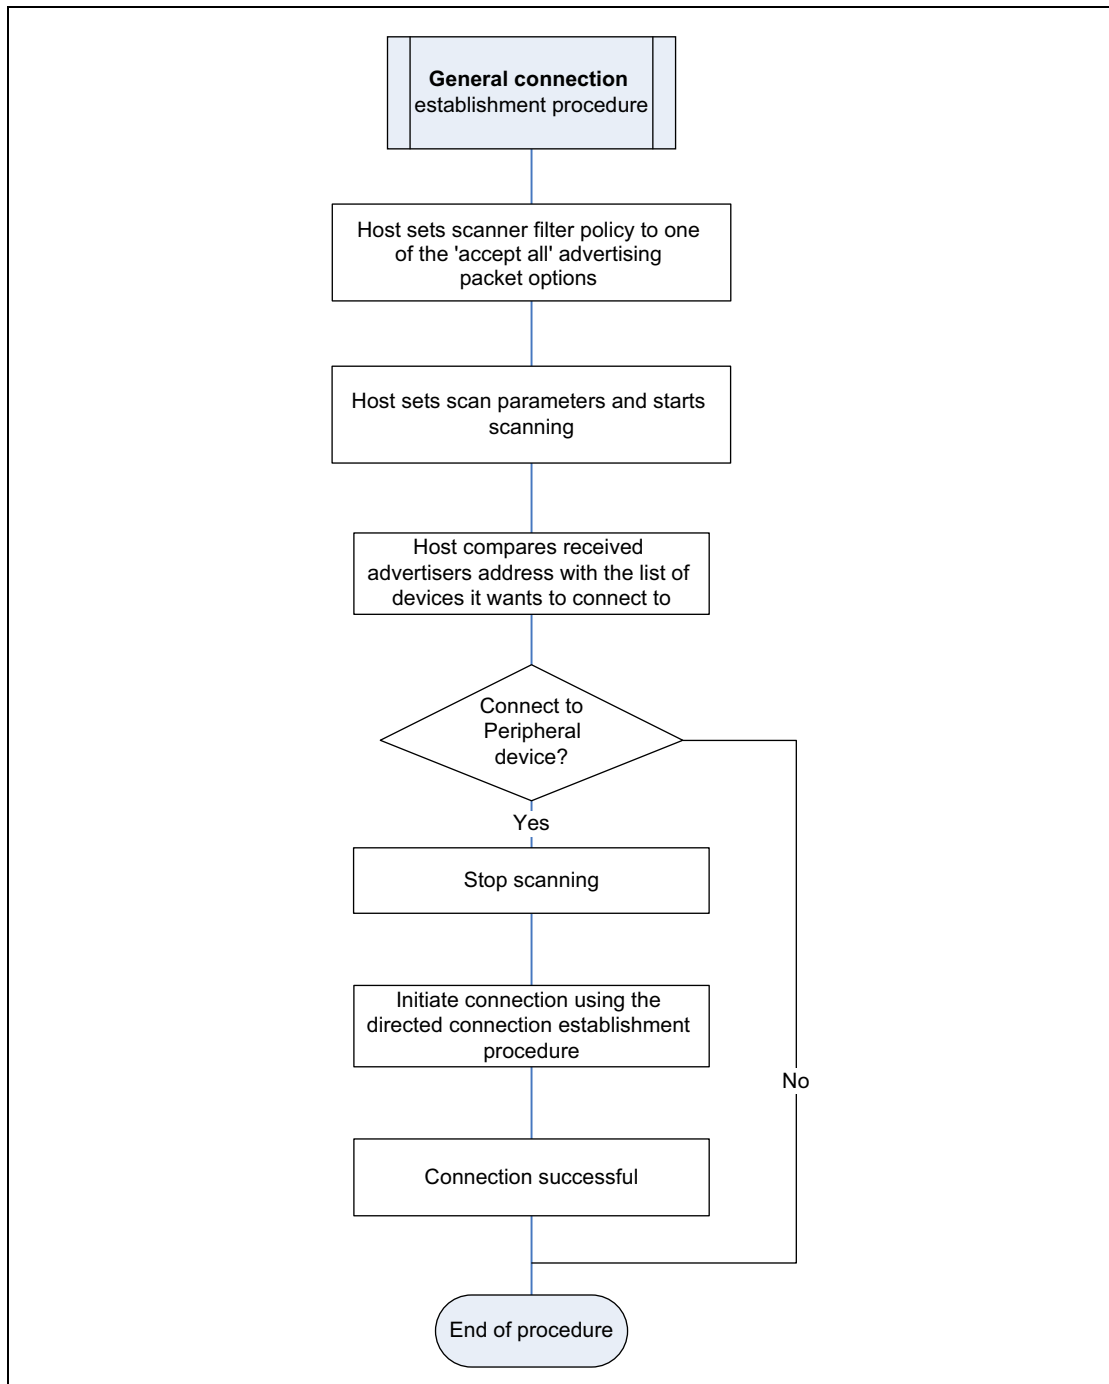 General connection
establishment procedure
Host sets scanner filter policy to one
of the 'accept all' advertising
packet options
Host sets scan parameters and starts
scanning
Host compares received
advertisers address with the list of
devices it wants to connect to
Connect to
Peripheral
device?
Yes
Stop scanning
Initiate connection using the
directed connection establishment
procedure
No
Connection successful
End of procedure